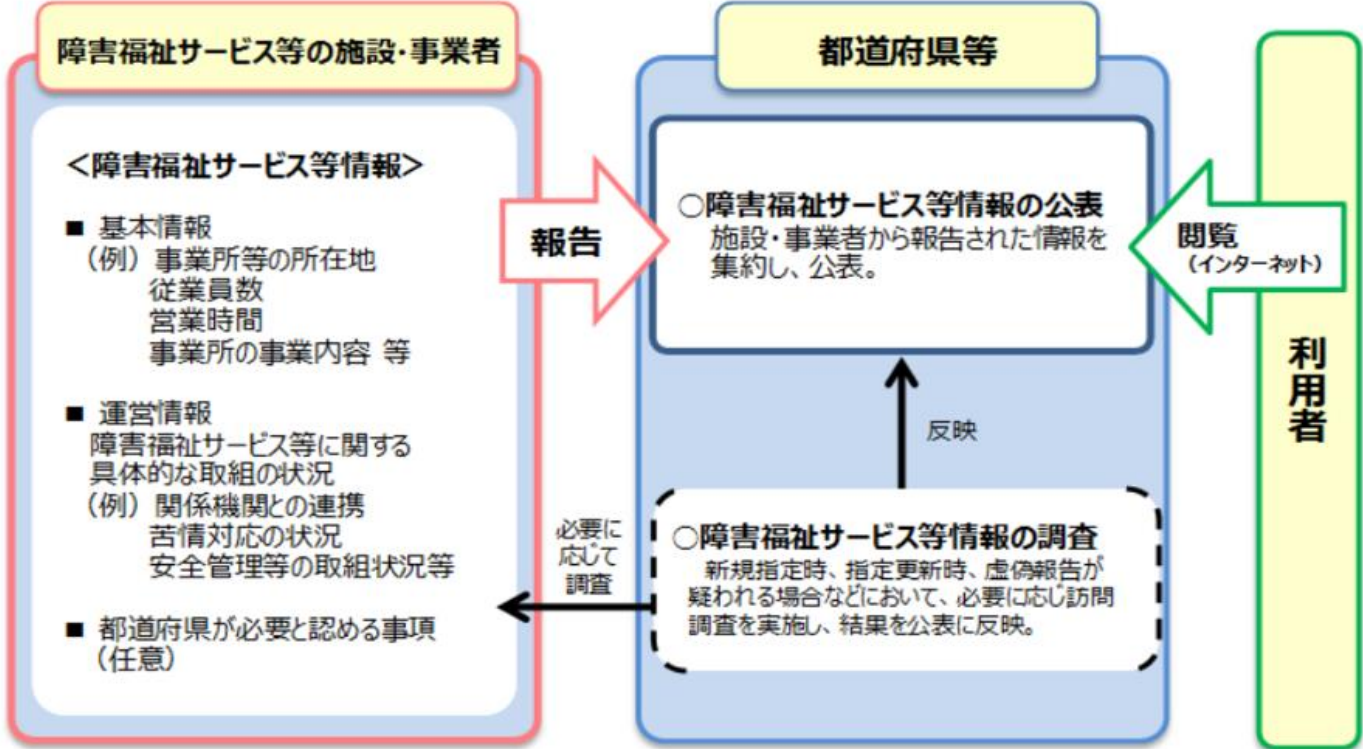 障害福祉サービス等の施設・事業者
＜障害福祉サービス等情報＞
■ 基本情報
（例）事業所等の所在地
従業員数
営業時間
事業所の事業内容 等
■ 運営情報
障害福祉サービス等に関する
具体的な取組の状況
（例）関係機関との連携
苦情対応の状況
安全管理等の取組状況等
■ 都道府県が必要と認める事項
（任意）
報告
必要に
応じて
調査
都道府県等
○障害福祉サービス等情報の公表
施設・事業者から報告された情報を
集約し、公表。
反映
○障害福祉サービス等情報の調査
新規指定時、指定更新時、虚偽報告が
疑われる場合などにおいて、必要に応じ訪問
調査を実施し、結果を公表に反映。
閲覧
（インターネット）
利用者